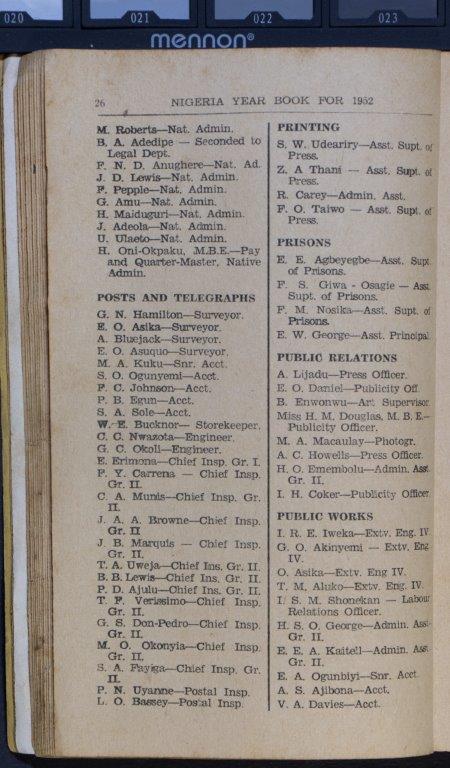 020 021 022 023
mennon®
26 NIGERIA YEAR BOOK FOR 1952
M. Roberts—Nat. Admin.
B. A. Adedipe — Seconded to
Legal Dept.
F. N. D. Anughere—Nat. Ad.
J. D. Lewis—Nat. Admin.
F. Pepple—Nat. Admin.
G. Amu—Nat. Admin.
H. Maiduguri—Nat. Admin.
J. Adeola—Nat. Admin.
U. Ulaeto—Nat. Admin.
H. Oni-Okpaku, M.B.E.—Pay
and Quarter-Master, Native
Admin.
POSTS AND TELEGRAPHS
G. N. Hamilton—Surveyor.
E. O. Asika—Surveyor.
A. Bluejack—Surveyor.
E. O. Asuquo—Surveyor.
M. A. Kuku—Snr. Acct.
S. O. Ogunyemi—Acct.
F. C. Johnson—Acct.
P. B. Egun—Acct.
S. A. Sole—Acct.
W. E. Bucknor— Storekeeper.
C. C. Nwazota—Engineer.
G. C. Okoli—Engineer.
E. Erimona—Chief Insp. Gr. I.
F. Y. Carrena — Chief Insp.
Gr. II.
C. A. Munis—Chief Insp. Gr.
II.
J. A. A. Browne—Chief Insp.
Gr. II
J. B. Marquis — Chief Insp.
Gr. II.
T. A. Uweja—Chief Ins. Gr. II.
B. B. Lewis—Chief Ins. Gr. II.
P. D. Ajulu—Chief Ins. Gr. II.
T. F. Verissimo—Chief Insp.
Gr. II.
G. S. Don-Pedro—Chief Insp.
Gr. II.
M. O. Okonyia—Chief Insp.
Gr. II.
S. A. Fayiga—Chief Insp. Gr.
II.
P. N. Uyanne—Postal Insp.
L. O. Bassey—Postal Insp.
PRINTING
S. W. Udeariry—Asst. Supt. of
Press.
Z. A Thani — Asst. Supt. of
Press.
R. Carey—Admin. Asst.
F. O. Taiwo — Asst. Supt. of
Press.
PRISONS
E. E. Agbeyegbe—Asst. Supt.
of Prisons.
F. S. Giwa - Osagie — Asst.
Supt. of Prisons.
F. M. Nosika—Asst. Supt. of
Prisons.
E. W. George—Asst. Principal.
PUBLIC RELATIONS
A. Lijadu—Press Officer.
E. O. Daniel—Publicity Off.
B. Enwonwu—Art Supervisor.
Miss H. M. Douglas, M. B. E.—
Publicity Officer.
M. A. Macaulay—Photogr.
A. C. Howells—Press Officer.
H. O. Emembolu—Admin. Asst.
Gr. II.
I. H. Coker—Publicity Officer.
PUBLIC WORKS
I. R. E. Iweka—Extv. Eng. IV.
G. O. Akinyemi — Extv. Eng
IV.
O. Asika—Extv. Eng IV.
T. M. Aluko—Extv. Eng. IV.
I. S. M. Shonekan — Labour
Relations Officer.
H. S. O. George—Admin. Asst-
Gr. II.
E. E. A. Kaitell—Admin. Asst.
Gr. II.
E. A. Ogunbiyi—Snr. Acct.
A. S. Ajibona—Acct.
V. A. Davies—Acct.